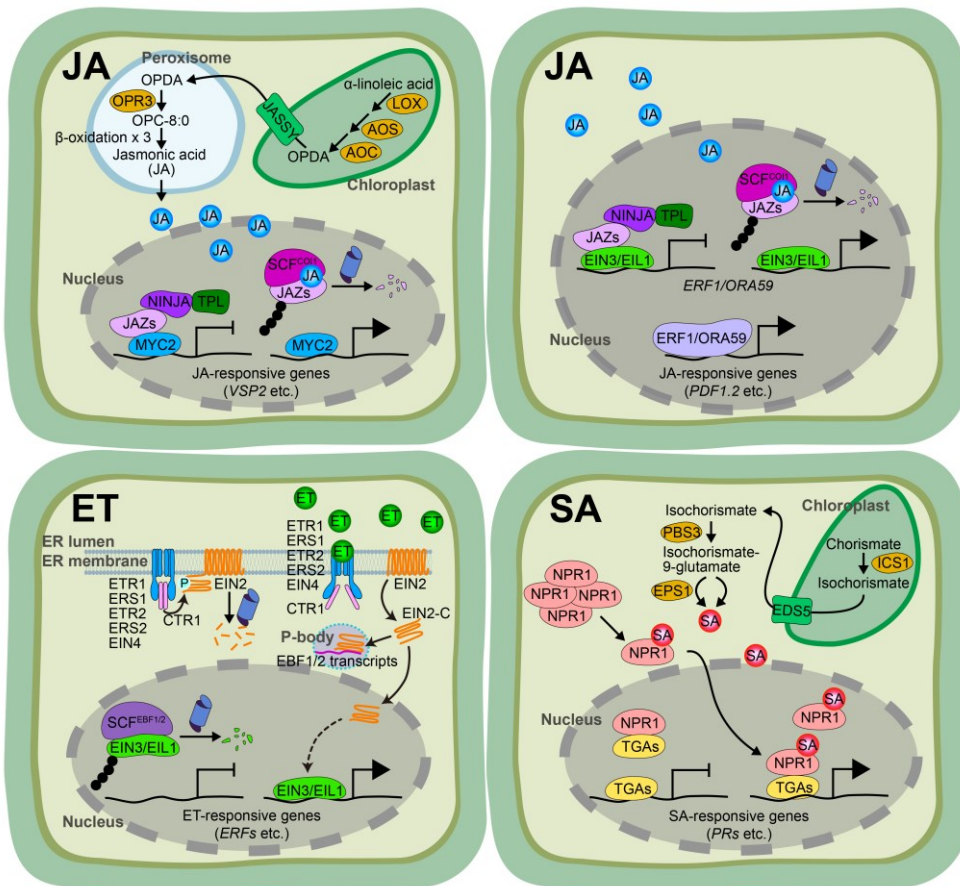 JA
Peroxisome
OPDA
OPR3
OPC-8:0
β-oxidation x 3
Jasmonic acid
(JA)
JASSY
α-linoleic acid
LOX
AOS
AOC
OPDA
Chloroplast
JA
JA
JA
JA
Nucleus
SCFCOI1
JA
JAZs
NINJA
TPL
JAZs
MYC2
MYC2
JA-responsive genes
(VSP2 etc.)
JA
JA
JA
JA
JA
SCFCOI1
JA
JAZs
NINJA
TPL
JAZs
EIN3/EIL1
EIN3/EIL1
ERF1/ORA59
Nucleus
ERF1/ORA59
JA-responsive genes
(PDF1.2 etc.)
ET
ET
ET
ET
ET
ET
ER lumen
ER membrane
ETR1
ERS1
ETR2
ERS2
EIN4
P
EIN2
CTR1
ETR1
ERS1
ETR2
ERS2
EIN4
CTR1
EIN2
EIN2-C
P-body
EBF1/2 transcripts
SCFEBF1/2
EIN3/EIL1
EIN3/EIL1
Nucleus
ET-responsive genes
(ERFs etc.)
SA
Chloroplast
Isochorismate
PBS3
Isochorismate-
9-glutamate
EPS1
SA
Chorismate
ICS1
Isochorismate
EDS5
NPR1
NPR1
NPR1
NPR1
SA
NPR1
SA
Nucleus
NPR1
TGAs
SA
NPR1
SA
NPR1
TGAs
TGAs
SA-responsive genes
(PRs etc.)